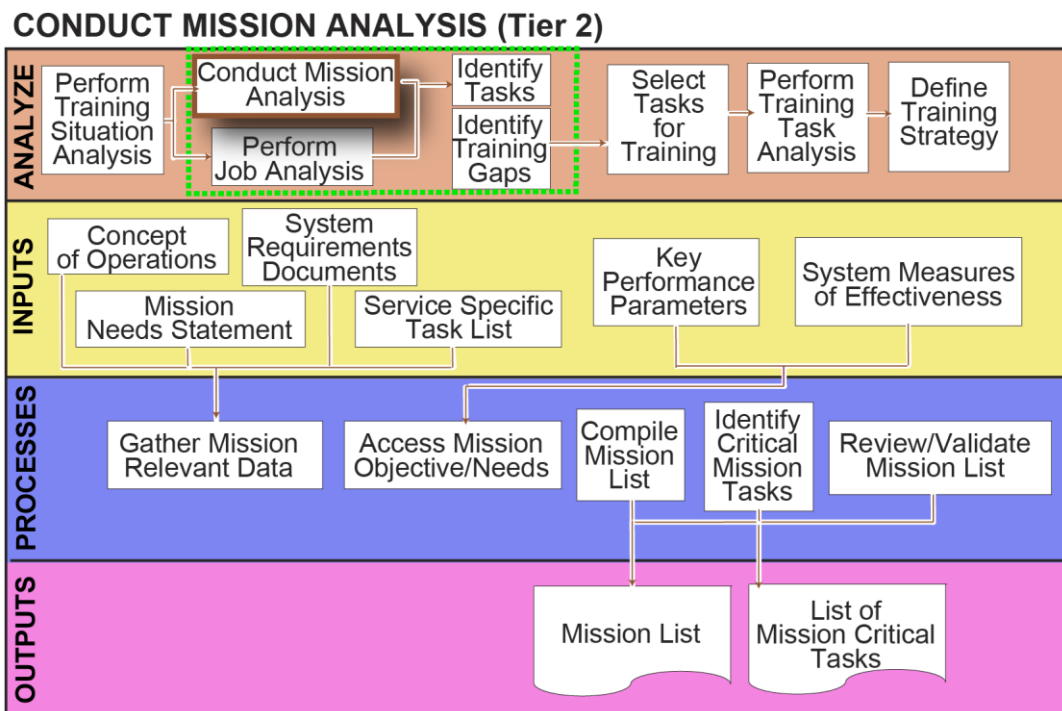 CONDUCT MISSION ANALYSIS (Tier 2)
ANALYZE
Perform
Training
Situation
Analysis
Conduct Mission
Analysis
Perform
Job Analysis
Identify
Tasks
Identify
Training
Gaps
Select
Tasks
for
Training
Perform
Training
Task
Analysis
Define
Training
Strategy
INPUTS
Concept
of Operations
Mission
Needs Statement
System
Requirements
Documents
Service Specific
Task List
Key
Performance
Parameters
System Measures
of Effectiveness
PROCESSES
Gather Mission
Relevant Data
Access Mission
Objective/Needs
Compile
Mission
List
Identify
Critical
Mission
Tasks
Review/Validate
Mission List
OUTPUTS
Mission List
List of
Mission Critical
Tasks